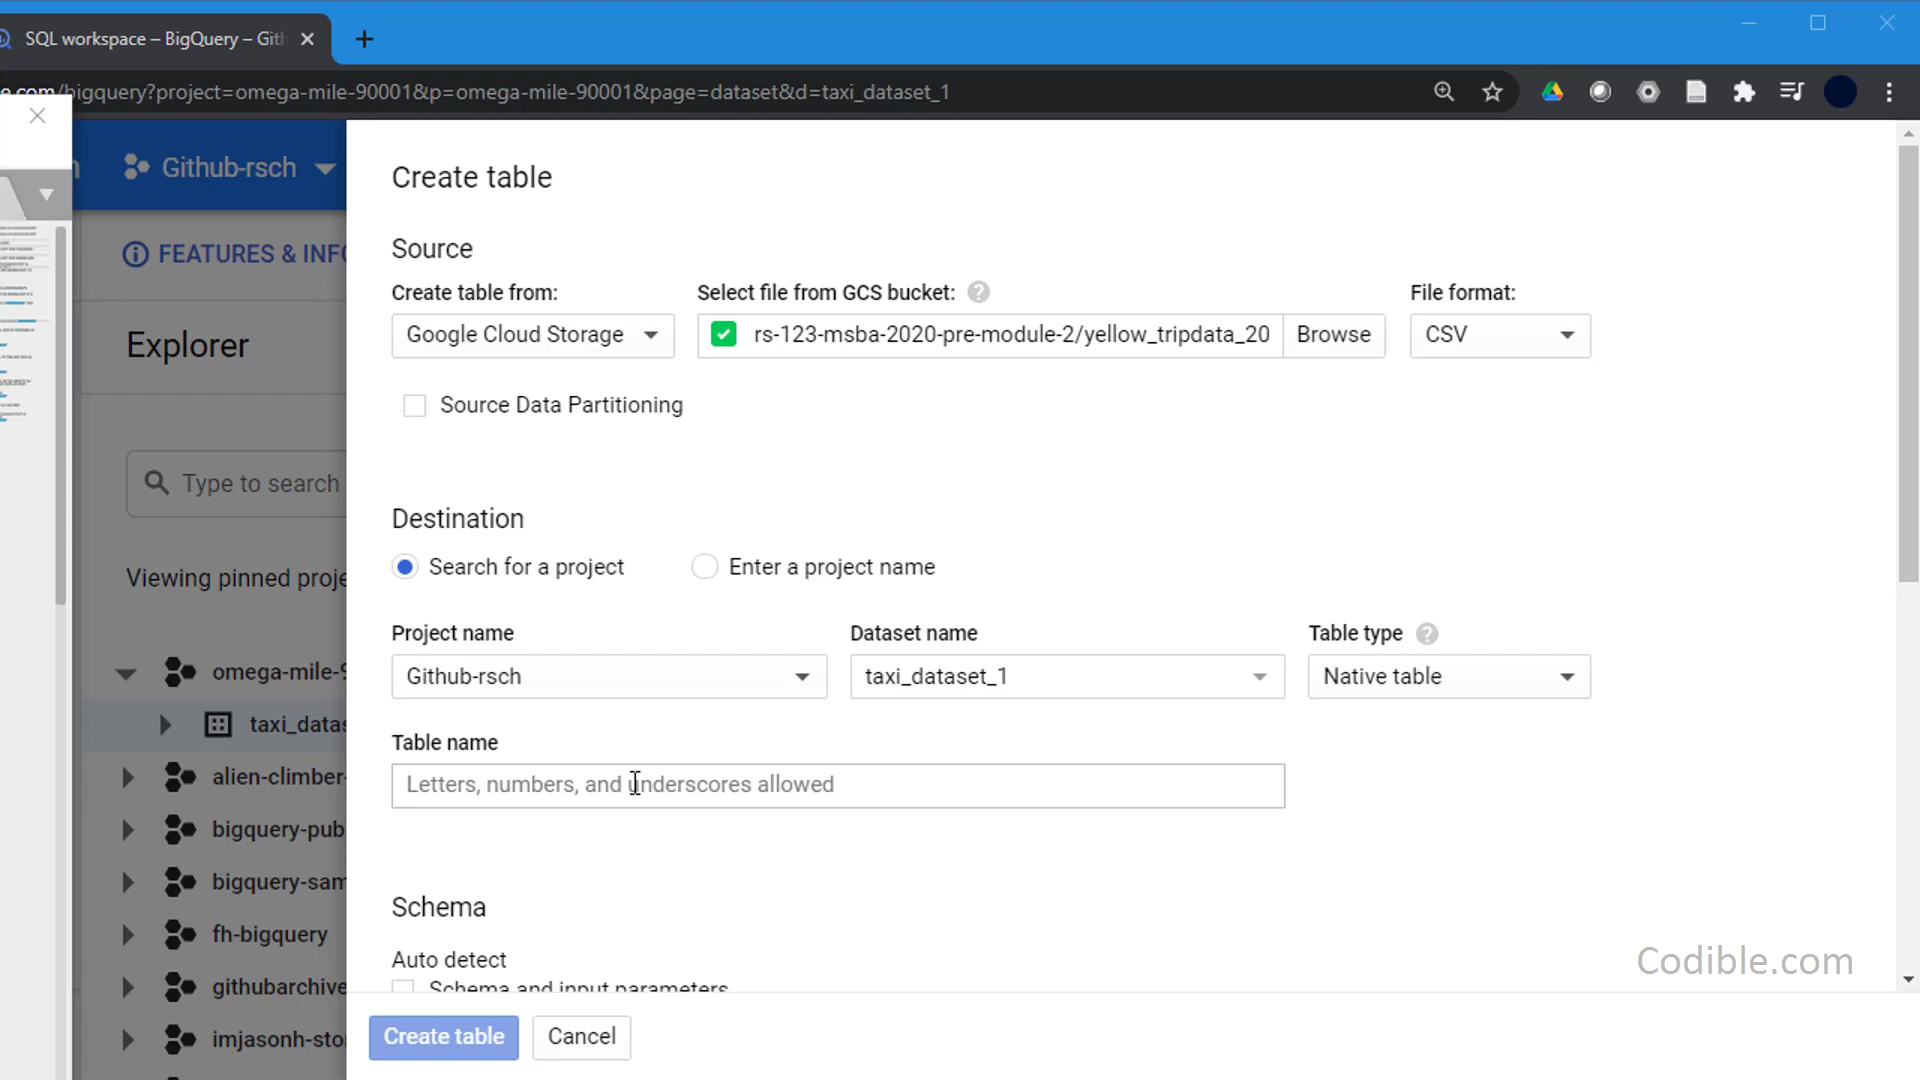 SQL workspace – BigQuery – Gith
e.com/bigquery?project=omega-mile-90001&p=omega-mile-90001&page=dataset&d=taxi_dataset_1
Github-rsch
FEATURES & INFO
Explorer
Type to search
Viewing pinned proje
omega-mile-9
taxi_datas
alien-climber-
bigquery-pub
bigquery-sam
fh-bigquery
githubarchive
imjasonh-stor
Create table
Source
Create table from:
Select file from GCS bucket:
File format:
Google Cloud Storage
rs-123-msba-2020-pre-module-2/yellow_tripdata_20
Browse
CSV
Source Data Partitioning
Destination
Search for a project
Enter a project name
Project name
Dataset name
Table type
Github-rsch
taxi_dataset_1
Native table
Table name
Letters, numbers, and underscores allowed
Schema
Auto detect
Schema and input parameters
Create table
Cancel
Codible.com